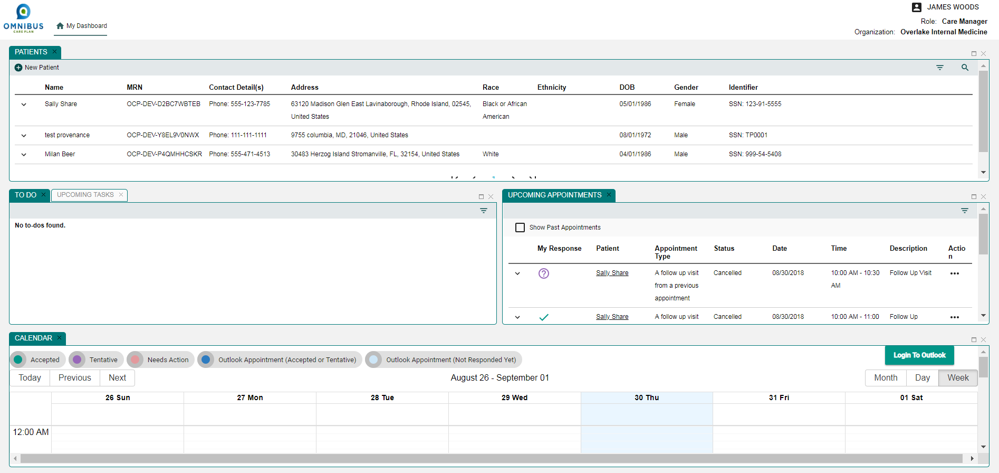 OMNIBUS
CARE PLAN
My Dashboard
JAMES WOODS
Role: Care Manager
Organization: Overlake Internal Medicine
PATIENTS
New Patient
Name MRN Contact Detail(s) Address Race Ethnicity DOB Gender Identifier
Sally Share OCP-DEV-D2BC7WBTEB Phone: 555-123-7785 63120 Madison Glen East Lavinaborough, Rhode Island, 02545, Black or African 05/01/1986 Female SSN: 123-91-5555
United States American
test provenance OCP-DEV-Y8EL9V0NWX Phone: 111-111-1111 9755 columbia, MD, 21046, United States 08/01/1972 Male SSN: TP0001
Milan Beer OCP-DEV-P4QMHHCSKR Phone: 555-471-4513 30483 Herzog Island Stromanville, FL, 32154, United States White 04/01/1986 Male SSN: 999-54-5408
TO DO UPCOMING TASKS
No to-dos found.
UPCOMING APPOINTMENTS
Show Past Appointments
My Response Patient Appointment Status Date Time Description Actio
Type n
Sally Share A follow up visit Cancelled 08/30/2018 10:00 AM - 10:30 Follow Up Visit
from a previous AM
appointment
Sally Share A follow up visit Cancelled 08/30/2018 10:00 AM - 11:00 Follow Up
CALENDAR
Accepted Tentative Needs Action Outlook Appointment (Accepted or Tentative) Outlook Appointment (Not Responded Yet)
Login To Outlook
Today Previous Next August 26 - September 01 Month Day Week
26 Sun 27 Mon 28 Tue 29 Wed 30 Thu 31 Fri 01 Sat
12:00 AM